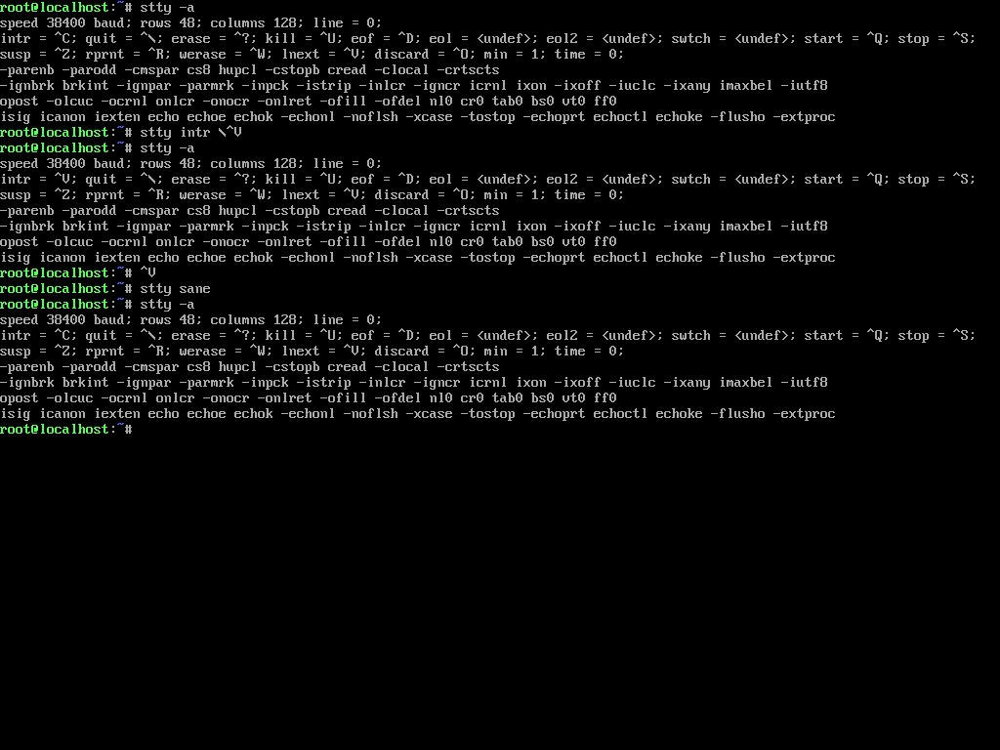 root@localhost:~# stty -a
speed 38400 baud; rows 48; columns 128; line = 0;
intr = ^C; quit = ^\; erase = ^?; kill = ^U; eof = ^D; eol = <undef>; eol2 = <undef>; swtch = <undef>; start = ^Q; stop = ^S;
susp = ^Z; rprnt = ^R; werase = ^W; lnext = ^V; discard = ^O; min = 1; time = 0;
-parenb -parodd -cmspar cs8 hupcl -cstopb cread -clocal -crtscts
-ignbrk brkint -ignpar -parmrk -inpck -istrip -inlcr -igncr icrnl ixon -ixoff -iuclc -ixany imaxbel -iutf8
opost -olcuc -ocrnl onlcr -onocr -onlret -ofill -ofdel nl0 cr0 tab0 bs0 vt0 ff0
isig icanon iexten echo echoe echok -echonl -noflsh -xcase -tostop -echoprt echoctl echoke -flusho -extproc
root@localhost:~# stty intr \^V
root@localhost:~# stty -a
speed 38400 baud; rows 48; columns 128; line = 0;
intr = ^V; quit = ^\; erase = ^?; kill = ^U; eof = ^D; eol = <undef>; eol2 = <undef>; swtch = <undef>; start = ^Q; stop = ^S;
susp = ^Z; rprnt = ^R; werase = ^W; lnext = ^V; discard = ^O; min = 1; time = 0;
-parenb -parodd -cmspar cs8 hupcl -cstopb cread -clocal -crtscts
-ignbrk brkint -ignpar -parmrk -inpck -istrip -inlcr -igncr icrnl ixon -ixoff -iuclc -ixany imaxbel -iutf8
opost -olcuc -ocrnl onlcr -onocr -onlret -ofill -ofdel nl0 cr0 tab0 bs0 vt0 ff0
isig icanon iexten echo echoe echok -echonl -noflsh -xcase -tostop -echoprt echoctl echoke -flusho -extproc
root@localhost:~# ^V
root@localhost:~# stty sane
root@localhost:~# stty -a
speed 38400 baud; rows 48; columns 128; line = 0;
intr = ^C; quit = ^\; erase = ^?; kill = ^U; eof = ^D; eol = <undef>; eol2 = <undef>; swtch = <undef>; start = ^Q; stop = ^S;
susp = ^Z; rprnt = ^R; werase = ^W; lnext = ^V; discard = ^O; min = 1; time = 0;
-parenb -parodd -cmspar cs8 hupcl -cstopb cread -clocal -crtscts
-ignbrk brkint -ignpar -parmrk -inpck -istrip -inlcr -igncr icrnl ixon -ixoff -iuclc -ixany imaxbel -iutf8
opost -olcuc -ocrnl onlcr -onocr -onlret -ofill -ofdel nl0 cr0 tab0 bs0 vt0 ff0
isig icanon iexten echo echoe echok -echonl -noflsh -xcase -tostop -echoprt echoctl echoke -flusho -extproc
root@localhost:~#